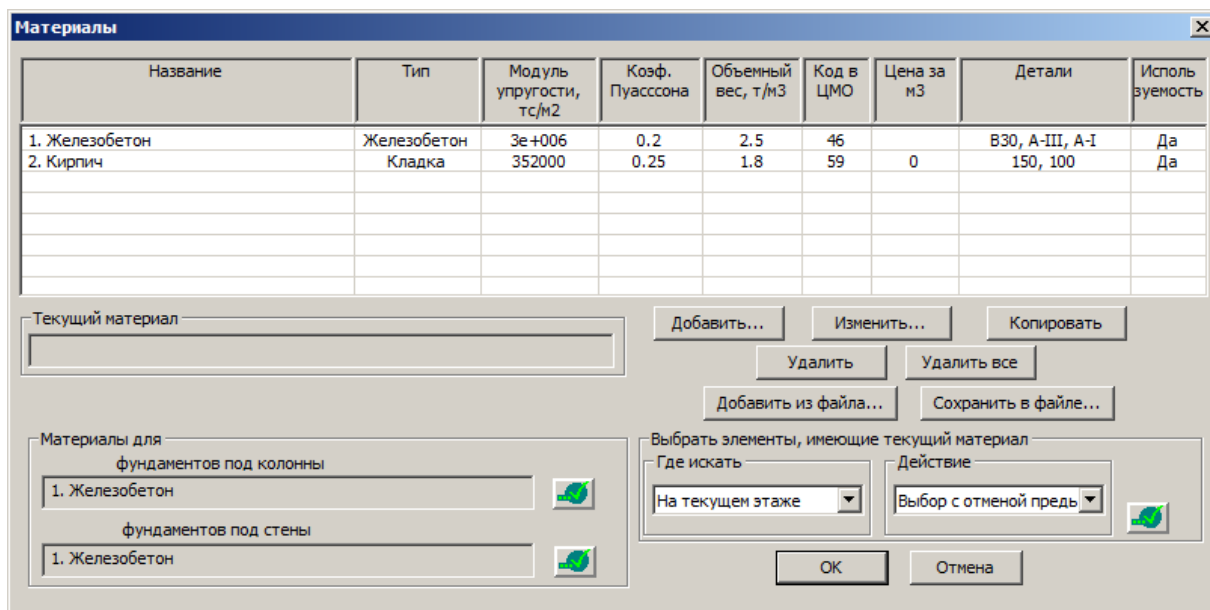 Материалы
Название Тип Модуль упругости, тс/м2 Коэф. Пуасссона Объемный вес, т/м3 Код в ЦМО Цена за м3 Детали Исполь зуемость
1. Железобетон Железобетон 3e+006 0.2 2.5 46 B30, A-III, A-I Да
2. Кирпич Кладка 352000 0.25 1.8 59 0 150, 100 Да
Текущий материал
Добавить... Изменить... Копировать
Удалить Удалить все
Добавить из файла... Сохранить в файле...
Материалы для
фундаментов под колонны
1. Железобетон
фундаментов под стены
1. Железобетон
Выбрать элементы, имеющие текущий материал
Где искать Действие
На текущем этаже Выбор с отменой предь
OK Отмена